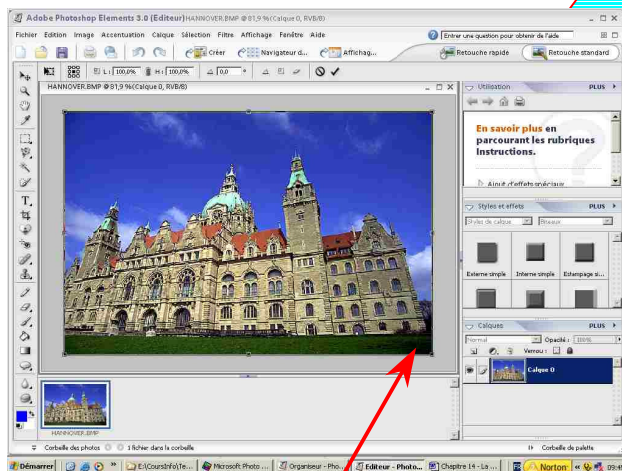 Adobe Photoshop Elements 3.0 (Editeur) HANNOVER.BMP @ 81,9 % (Calque 0, RVB/8)
Fichier Edition Image Accentuation Calque Sélection Filtre Affichage Fenêtre Aide
Entrer une question pour obtenir de l'aide
Créer Navigateur d... Affichag...
Retouche rapide Retouche standard
L : 100,0% H : 100,0% 0,0 °
HANNOVER.BMP @ 81,9 % (Calque 0, RVB/8)
Utilisation PLUS
En savoir plus en
parcourant les rubriques
Instructions.
Ajout d'effets spéciaux
Styles et effets PLUS
Styles de calque Biseaux
Externe simple Interne simple Estampage si...
Calques PLUS
Normal Opacité : 100%
Verrou :
Calque 0
HANNOVER.BMP
Corbeille des photos 1 fichier dans la corbeille
Corbeille de palette
Démarrer E:\CoursInfo\Te... Microsoft Photo ... Organiseur - Pho... Editeur - Photo... Chapitre 14 - La ... Norton 09:45